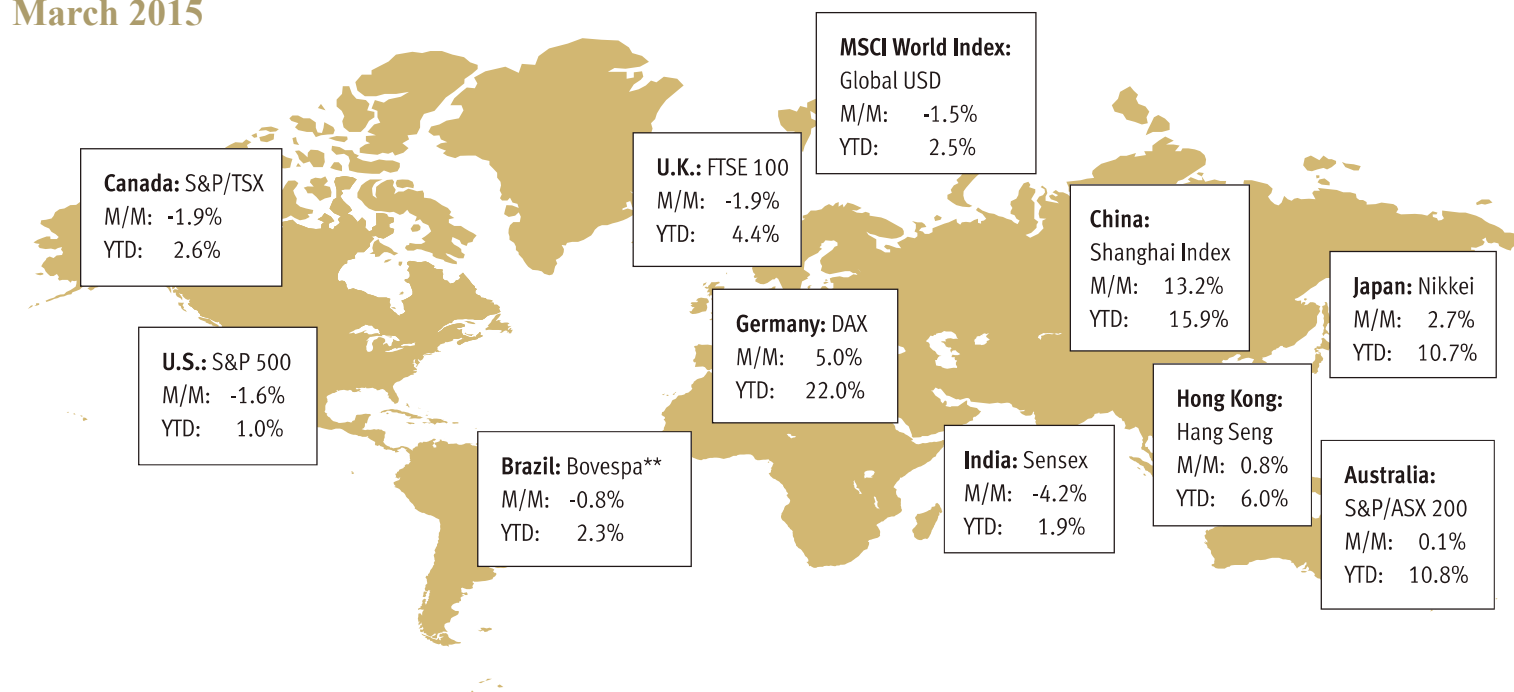 March 2015
MSCI World Index:
Global USD
M/M: -1.5%
YTD: 2.5%
Canada: S&P/TSX
M/M: -1.9%
YTD: 2.6%
U.K.: FTSE 100
M/M: -1.9%
YTD: 4.4%
China:
Shanghai Index
M/M: 13.2%
YTD: 15.9%
Japan: Nikkei
M/M: 2.7%
YTD: 10.7%
Germany: DAX
M/M: 5.0%
YTD: 22.0%
U.S.: S&P 500
M/M: -1.6%
YTD: 1.0%
Hong Kong:
Hang Seng
M/M: 0.8%
YTD: 6.0%
Brazil: Bovespa**
M/M: -0.8%
YTD: 2.3%
India: Sensex
M/M: -4.2%
YTD: 1.9%
Australia:
S&P/ASX 200
M/M: 0.1%
YTD: 10.8%